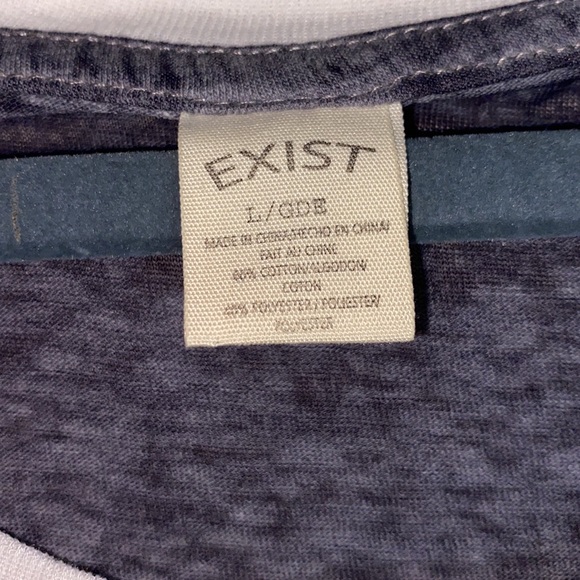 EXIST
L/GDE
MADE IN CHINA/HECHO EN CHINA/
FAIT AU CHINE
60% COTTON/ALGODON/
COTON
40% POLYESTER / POLIESTER/
POLYESTER